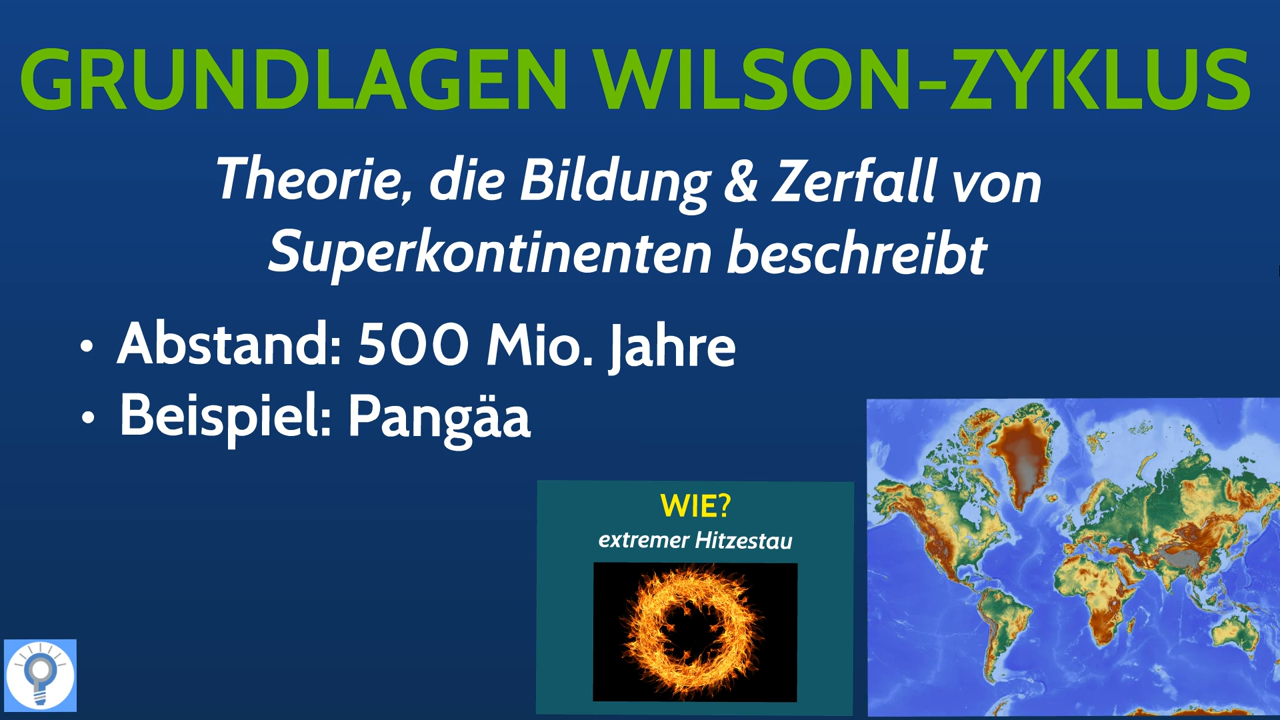 GRUNDLAGEN WILSON-ZYKLUS
Theorie, die Bildung & Zerfall von
Superkontinenten beschreibt
• Abstand: 500 Mio. Jahre
• Beispiel: Pangäa
WIE?
extremer Hitzestau